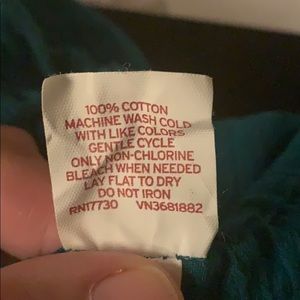 100% COTTON
MACHINE WASH COLD
WITH LIKE COLORS
GENTLE CYCLE
ONLY NON-CHLORINE
BLEACH WHEN NEEDED
LAY FLAT TO DRY
DO NOT IRON
RN17730 VN3681882